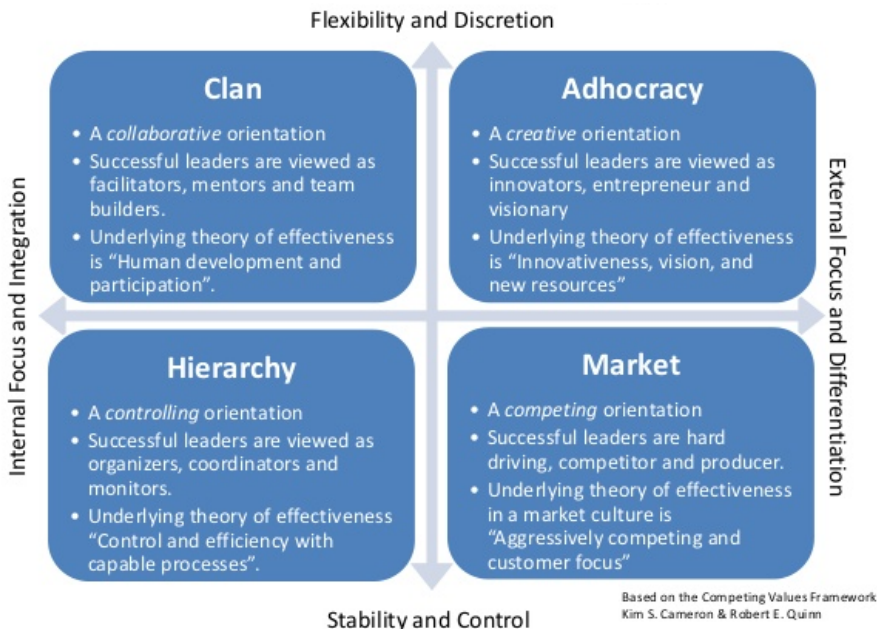 Flexibility and Discretion
Internal Focus and Integration
External Focus and Differentiation
Clan
• A collaborative orientation
• Successful leaders are viewed as
facilitators, mentors and team
builders.
• Underlying theory of effectiveness
is “Human development and
participation”.
Adhocracy
• A creative orientation
• Successful leaders are viewed as
innovators, entrepreneur and
visionary
• Underlying theory of effectiveness
is “Innovativeness, vision, and
new resources”
Hierarchy
• A controlling orientation
• Successful leaders are viewed as
organizers, coordinators and
monitors.
• Underlying theory of effectiveness
“Control and efficiency with
capable processes”.
Market
• A competing orientation
• Successful leaders are hard
driving, competitor and producer.
• Underlying theory of effectiveness
in a market culture is
“Aggressively competing and
customer focus”
Stability and Control
Based on the Competing Values Framework
Kim S. Cameron & Robert E. Quinn